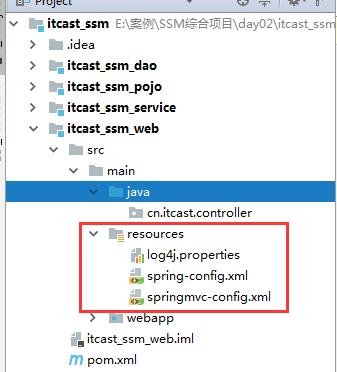 Project
itcast_ssm E:\案例\SSM综合项目\day02\itcast_ssm
.idea
itcast_ssm_dao
itcast_ssm_pojo
itcast_ssm_service
itcast_ssm_web
src
main
java
cn.itcast.controller
resources
log4j.properties
spring-config.xml
springmvc-config.xml
webapp
itcast_ssm_web.iml
pom.xml